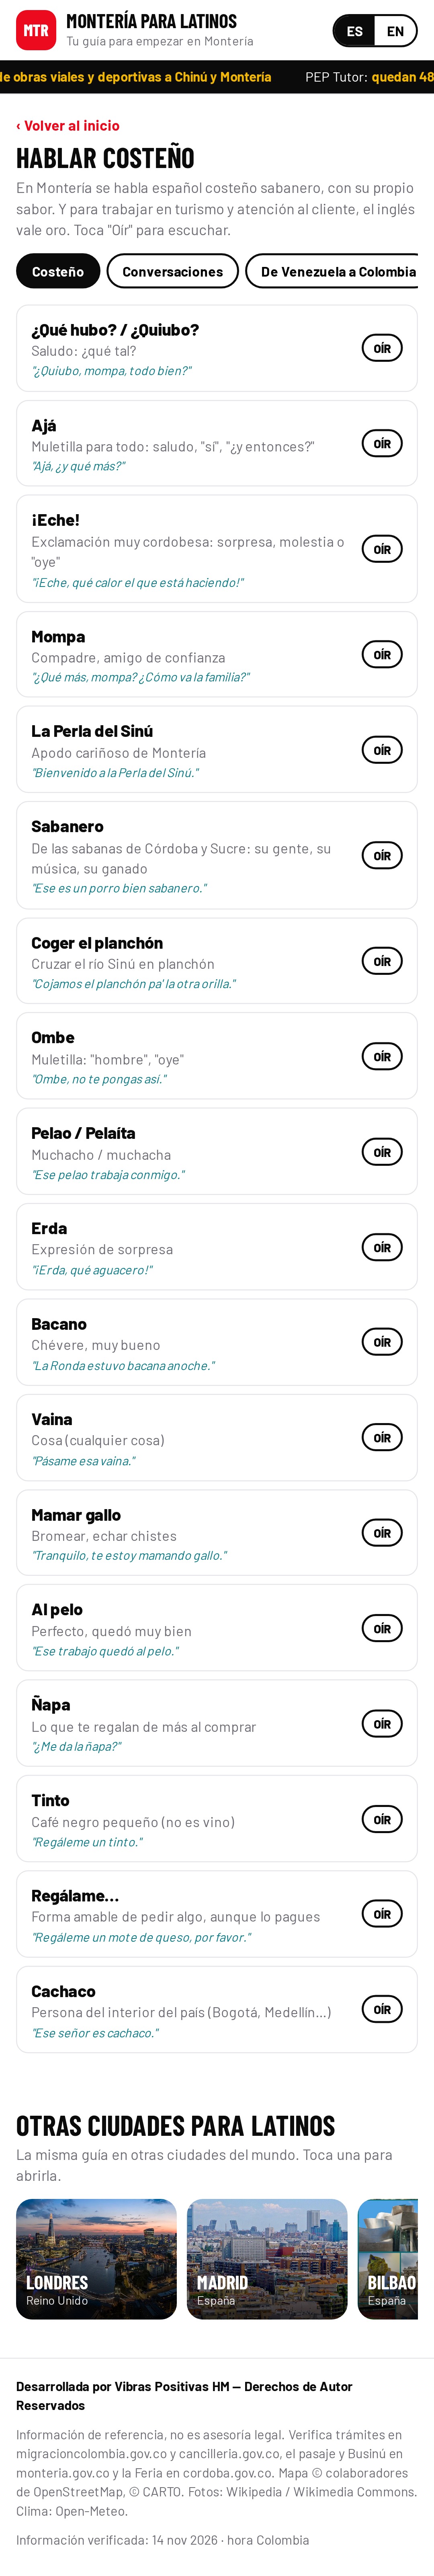 MTR
MONTERÍA PARA LATINOS
Tu guía para empezar en Montería
ES
EN
de obras viales y deportivas a Chinú y Montería
PEP Tutor: quedan 48
‹ Volver al inicio
HABLAR COSTEÑO
En Montería se habla español costeño sabanero, con su propio
sabor. Y para trabajar en turismo y atención al cliente, el inglés
vale oro. Toca "Oír" para escuchar.
Costeño
Conversaciones
De Venezuela a Colombia
¿Qué hubo? / ¿Quiubo?
Saludo: ¿qué tal?
"¿Quiubo, mompa, todo bien?"
OÍR
Ajá
Muletilla para todo: saludo, "sí", "¿y entonces?"
"Ajá, ¿y qué más?"
OÍR
¡Eche!
Exclamación muy cordobesa: sorpresa, molestia o
"oye"
"¡Eche, qué calor el que está haciendo!"
OÍR
Mompa
Compadre, amigo de confianza
"¿Qué más, mompa? ¿Cómo va la familia?"
OÍR
La Perla del Sinú
Apodo cariñoso de Montería
"Bienvenido a la Perla del Sinú."
OÍR
Sabanero
De las sabanas de Córdoba y Sucre: su gente, su
música, su ganado
"Ese es un porro bien sabanero."
OÍR
Coger el planchón
Cruzar el río Sinú en planchón
"Cojamos el planchón pa' la otra orilla."
OÍR
Ombe
Muletilla: "hombre", "oye"
"Ombe, no te pongas así."
OÍR
Pelao / Pelaíta
Muchacho / muchacha
"Ese pelao trabaja conmigo."
OÍR
Erda
Expresión de sorpresa
"¡Erda, qué aguacero!"
OÍR
Bacano
Chévere, muy bueno
"La Ronda estuvo bacana anoche."
OÍR
Vaina
Cosa (cualquier cosa)
"Pásame esa vaina."
OÍR
Mamar gallo
Bromear, echar chistes
"Tranquilo, te estoy mamando gallo."
OÍR
Al pelo
Perfecto, quedó muy bien
"Ese trabajo quedó al pelo."
OÍR
Ñapa
Lo que te regalan de más al comprar
"¿Me da la ñapa?"
OÍR
Tinto
Café negro pequeño (no es vino)
"Regáleme un tinto."
OÍR
Regálame...
Forma amable de pedir algo, aunque lo pagues
"Regáleme un mote de queso, por favor."
OÍR
Cachaco
Persona del interior del país (Bogotá, Medellín...)
"Ese señor es cachaco."
OÍR
OTRAS CIUDADES PARA LATINOS
La misma guía en otras ciudades del mundo. Toca una para
abrirla.
LONDRES
Reino Unido
MADRID
España
BILBAO
España
Desarrollada por Vibras Positivas HM — Derechos de Autor
Reservados
Información de referencia, no es asesoría legal. Verifica trámites en
migracioncolombia.gov.co y cancilleria.gov.co, el pasaje y Businú en
monteria.gov.co y la Feria en cordoba.gov.co. Mapa © colaboradores
de OpenStreetMap, © CARTO. Fotos: Wikipedia / Wikimedia Commons.
Clima: Open-Meteo.
Información verificada: 14 nov 2026 · hora Colombia